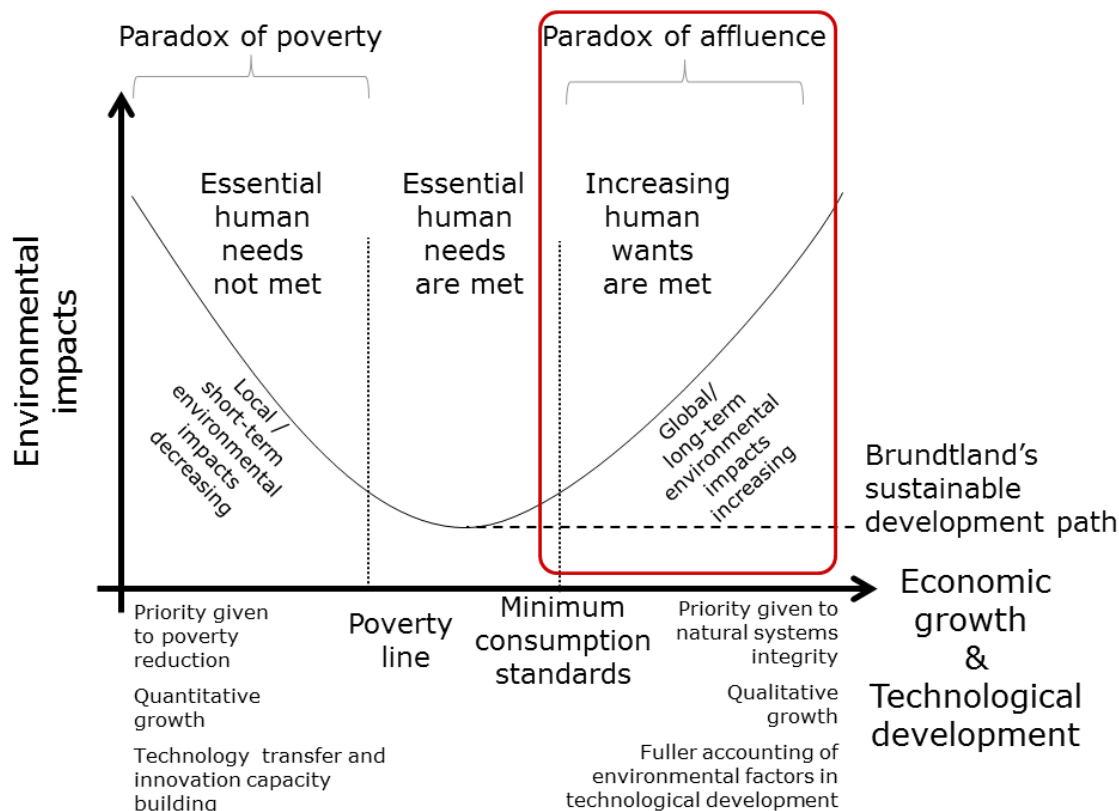 Paradox of poverty
Paradox of affluence
Environmental
impacts
Essential
human
needs
not met
Essential
human
needs
are met
Increasing
human
wants
are met
Local /
short-term
environmental
impacts
decreasing
Global/
long-term
environmental
impacts
increasing
Brundtland’s
sustainable
development path
Economic
growth
&
Technological
development
Poverty
line
Minimum
consumption
standards
Priority given
to poverty
reduction
Quantitative
growth
Technology transfer and
innovation capacity
building
Priority given to
natural systems
integrity
Qualitative
growth
Fuller accounting of
environmental factors in
technological development